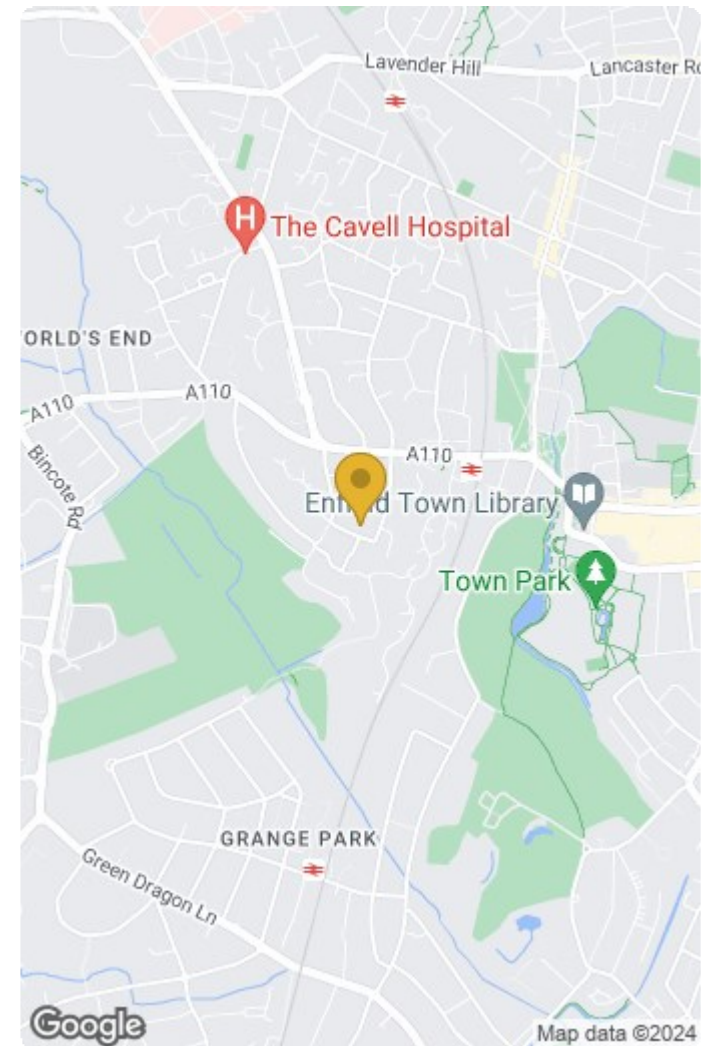 Lavender Hill
Lancaster Ro
H
The Cavell Hospital
ORLD'S END
A110
A110
Bincote Rd
A110
Enfield Town Library
Town Park
GRANGE PARK
Green Dragon Ln
Google
Map data ©2024